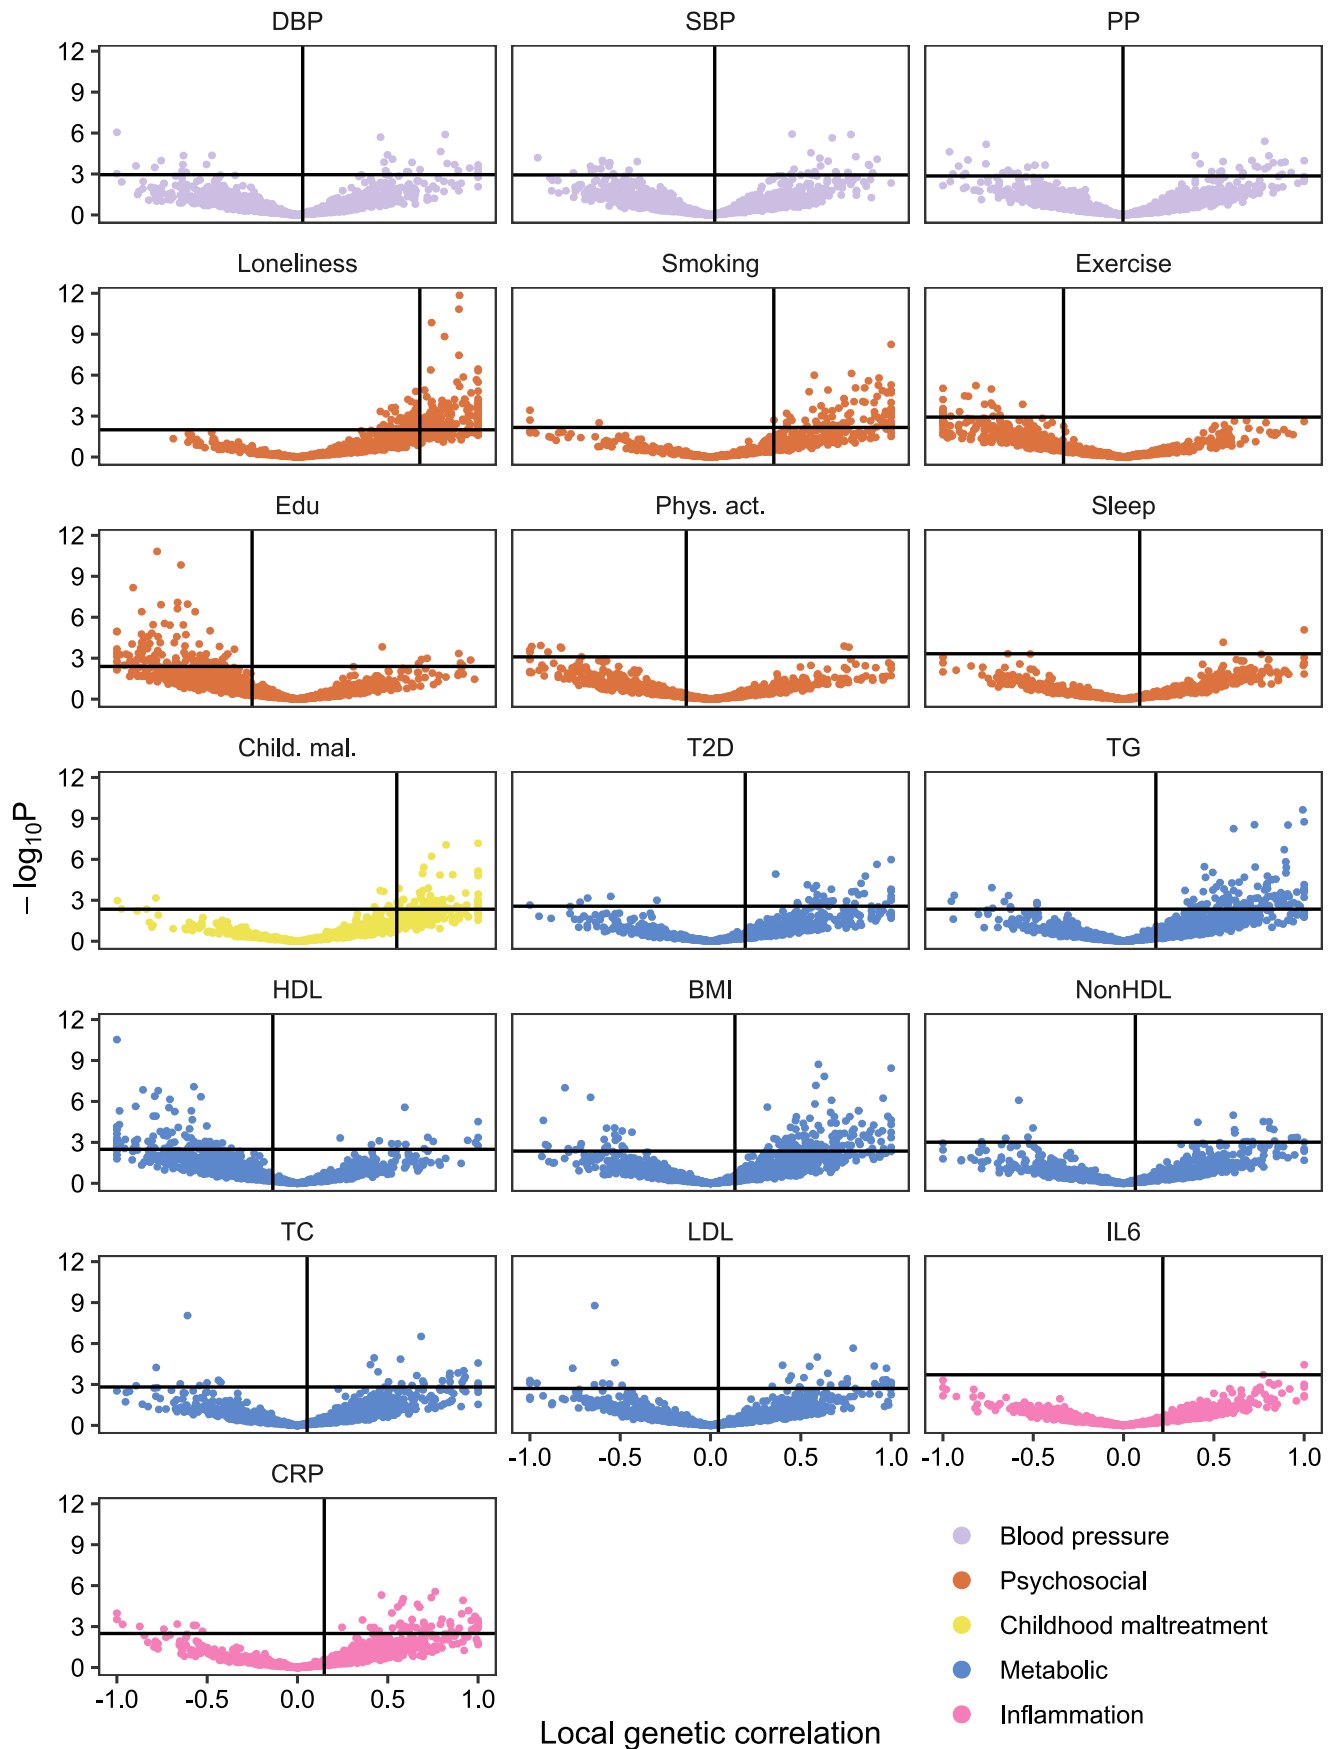 DBP SBP PP
12
9
6
3
0
Loneliness Smoking Exercise
12
9
6
3
0
Edu Phys. act. Sleep
12
9
6
3
0
Child. mal. T2D TG
12
9
6
3
0
− log₁₀P
HDL BMI NonHDL
12
9
6
3
0
TC LDL IL6
12
9
6
3
0
-1.0 -0.5 0.0 0.5 1.0 -1.0 -0.5 0.0 0.5 1.0
CRP
12
9
6
3
0
-1.0 -0.5 0.0 0.5 1.0
Blood pressure
Psychosocial
Childhood maltreatment
Metabolic
Inflammation
Local genetic correlation